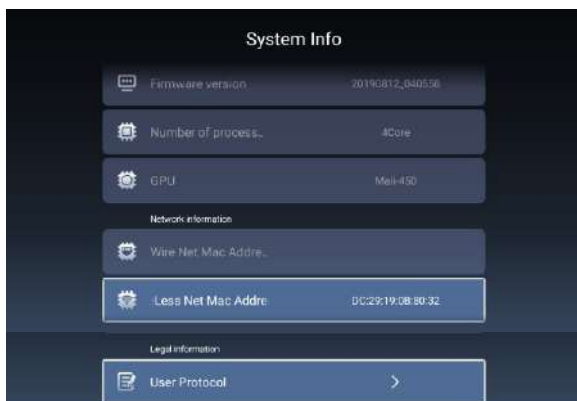 System Info
Firmware version 20190812_040556
Number of process..
4Core
GPU Mali-450
Network information
Wire Net Mac Addre..
:Less Net Mac Addre DC:29:19:0B:80:32
Legal information
User Protocol >